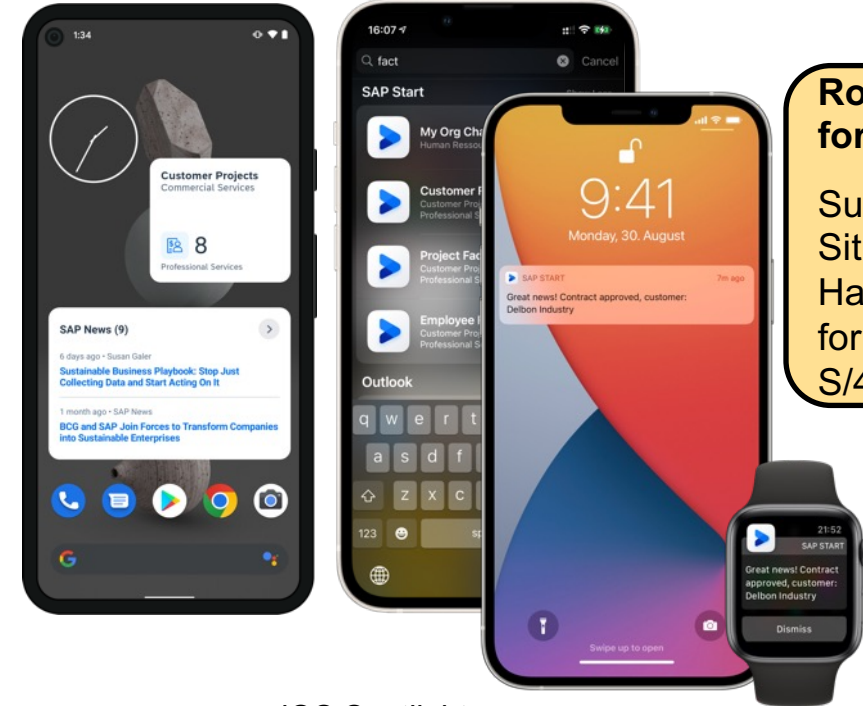 1:34
Customer Projects
Commercial Services
8
Professional Services
SAP News (9)
6 days ago • Susan Galer
Sustainable Business Playbook: Stop Just
Collecting Data and Start Acting On It
1 month ago • SAP News
BCG and SAP Join Forces to Transform Companies
into Sustainable Enterprises
16:07
fact
Cancel
SAP Start
My Org Cha
Human Ressou
Customer
Customer Proj
Professional S
Project Fac
Customer Pro
Professional S
Employee
Customer Pro
Professional S
Outlook
q w e r t
a s d f
z x c
123
sp
9:41
Monday, 30. August
SAP START
7m ago
Great news! Contract approved, customer:
Delbon Industry
Swipe up to open
21:52
SAP START
Great news! Contract
approved, customer:
Delbon Industry
Dismiss
Ro
for
Su
Sit
Ha
for
S/4